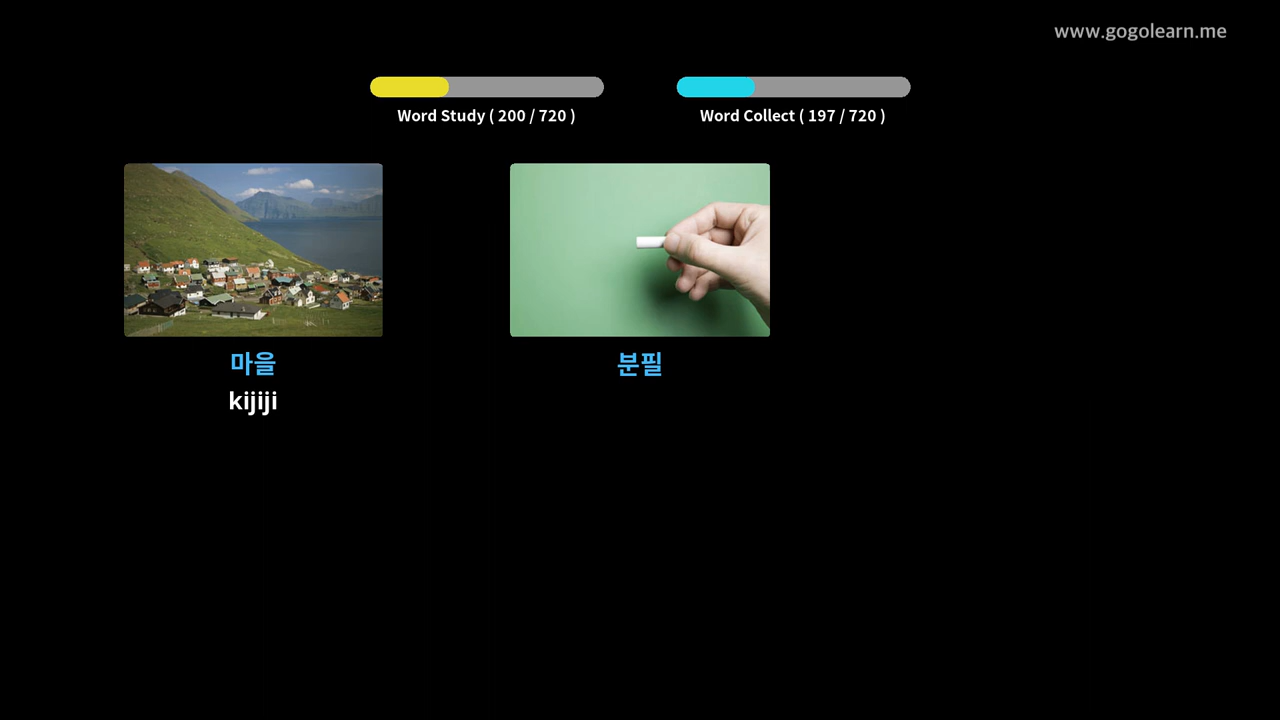 www.gogolearn.me
Word Study ( 200 / 720 )
Word Collect ( 197 / 720 )
마을
분필
kijiji